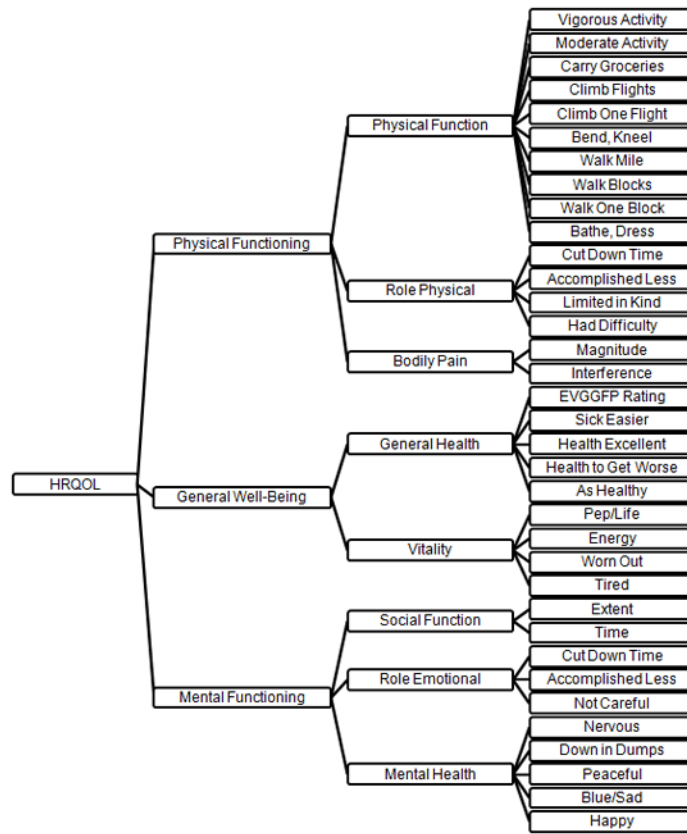 Vigorous Activity
Moderate Activity
Carry Groceries
Climb Flights
Climb One Flight
Physical Function
Bend, Kneel
Walk Mile
Walk Blocks
Walk One Block
Bathe, Dress
Physical Functioning
Cut Down Time
Accomplished Less
Role Physical
Limited in Kind
Had Difficulty
Magnitude
Bodily Pain
Interference
EVGGFP Rating
Sick Easier
General Health
Health Excellent
Health to Get Worse
HRQOL
As Healthy
General Well-Being
Pep/Life
Energy
Vitality
Worn Out
Tired
Extent
Social Function
Time
Cut Down Time
Role Emotional
Accomplished Less
Mental Functioning
Not Careful
Nervous
Down in Dumps
Mental Health
Peaceful
Blue/Sad
Happy